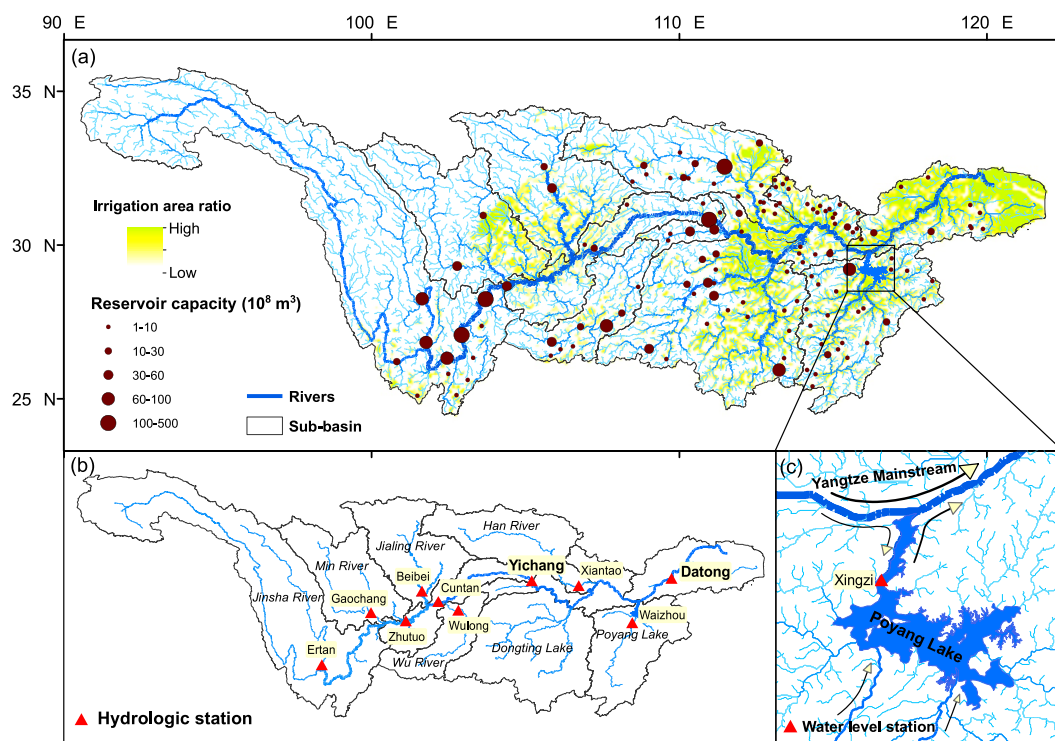 90 E
100 E
110 E
120 E
(a)
35 N
30 N
25 N
Irrigation area ratio
High
Low
Reservoir capacity (10⁸ m³)
1-10
10-30
30-60
60-100
100-500
Rivers
Sub-basin
(b)
Han River
Jialing River
Min River
Jinsha River
Gaochang
Beibei
Cuntan
Yichang
Xiantao
Datong
Zhutuo
Wulong
Waizhou
Ertan
Wu River
Dongting Lake
Poyang Lake
Hydrologic station
(c)
Yangtze Mainstream
Xingzi
Poyang Lake
Water level station